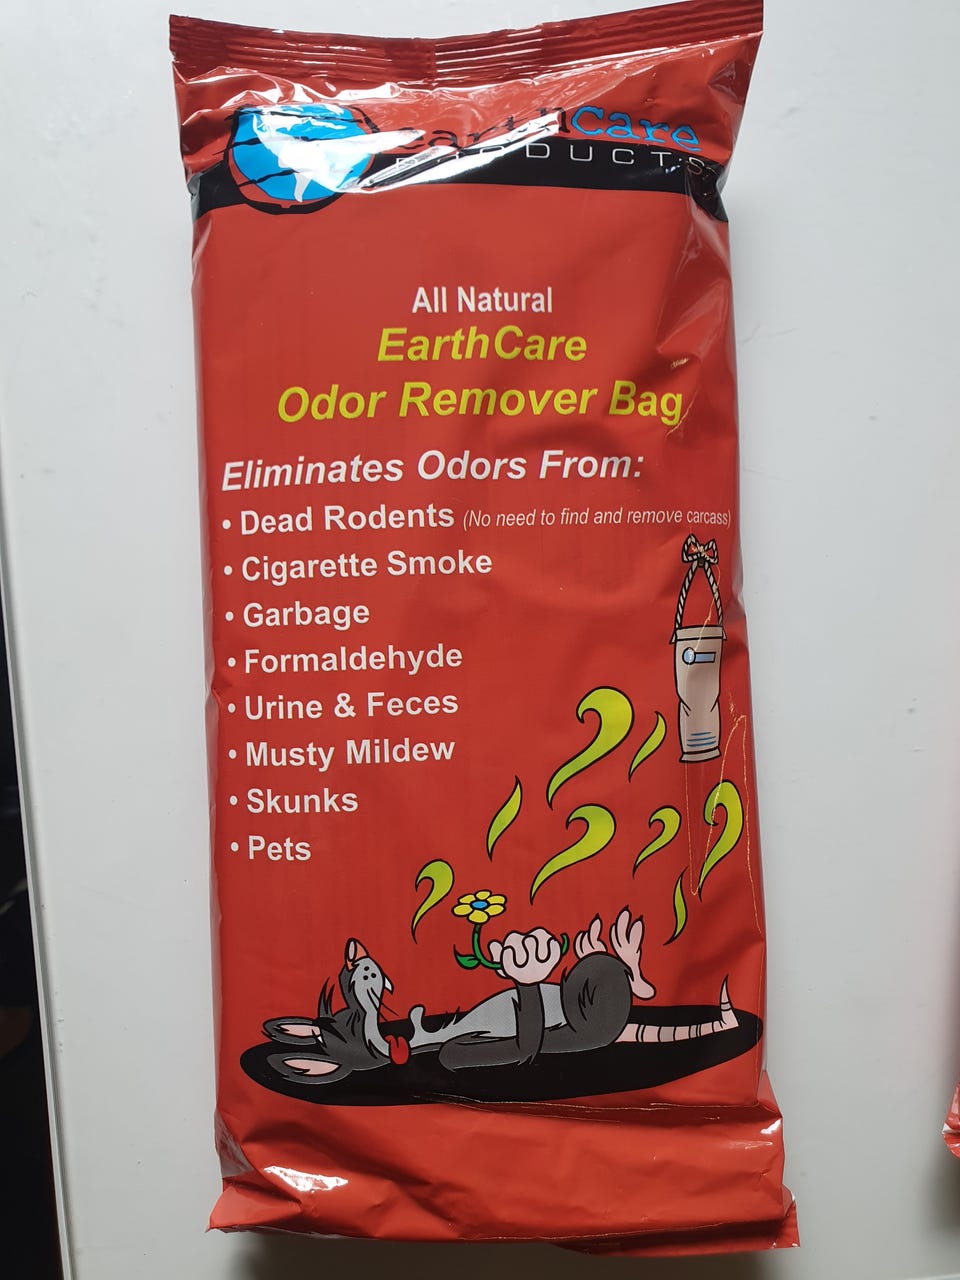 earthcare
PRODUCTS
All Natural
EarthCare
Odor Remover Bag
Eliminates Odors From:
• Dead Rodents (No need to find and remove carcass)
• Cigarette Smoke
• Garbage
• Formaldehyde
• Urine & Feces
• Musty Mildew
• Skunks
• Pets